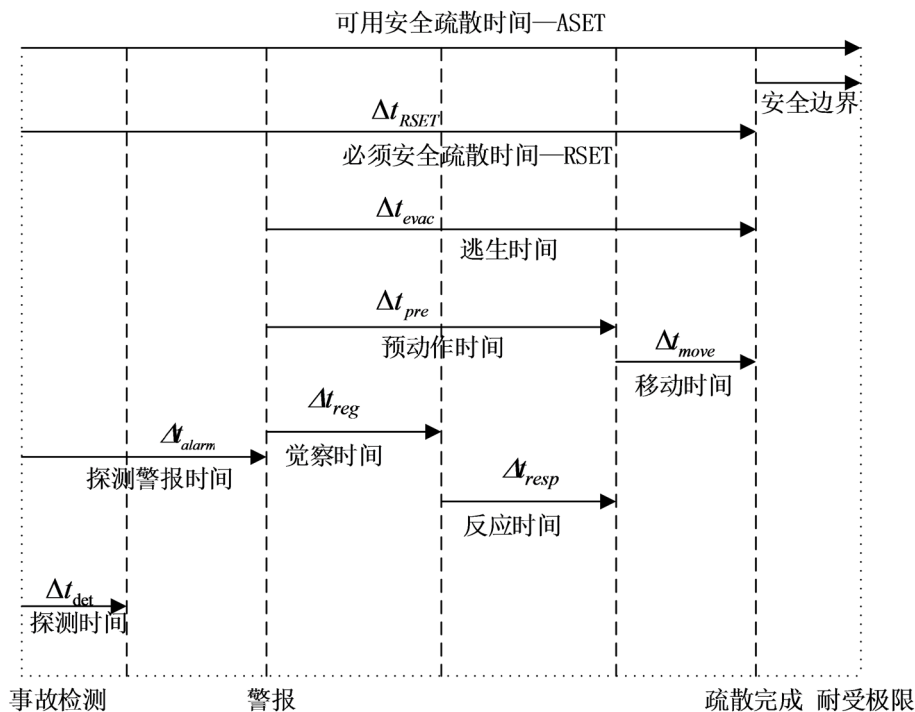 可用安全疏散时间—ASET
安全边界
Δt_RSET
必须安全疏散时间—RSET
Δt_evac
逃生时间
Δt_pre
预动作时间
Δt_move
移动时间
Δt_reg
觉察时间
Δt_alarm
探测警报时间
Δt_resp
反应时间
Δt_det
探测时间
事故检测 警报 疏散完成 耐受极限